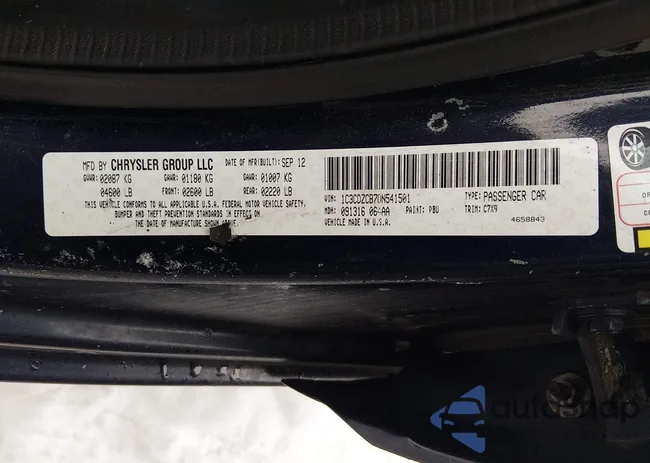 MFD BY CHRYSLER GROUP LLC DATE OF MFR(BUILT): SEP 12
GVWR: 02087 KG GAWR: 01180 KG GAWR: 01007 KG
04600 LB FRONT: 02600 LB REAR: 02220 LB
THIS VEHICLE CONFORMS TO ALL APPLICABLE U.S.A. FEDERAL MOTOR VEHICLE SAFETY,
BUMPER AND THEFT PREVENTION STANDARDS IN EFFECT ON
THE DATE OF MANUFACTURE SHOWN ABOVE.
VIN: 1C3CDZCB7DN541501 TYPE: PASSENGER CAR
MDH: 091316 06 AA PAINT: PBU TRIM: C7X9
VEHICLE MADE IN U.S.A. 4658843
autosnap